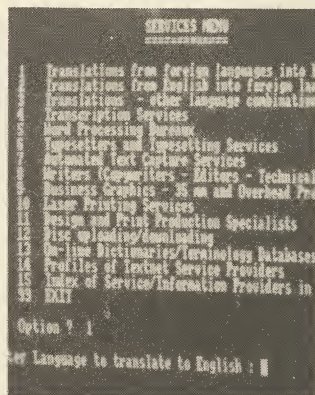 SERVICES MENU
1 Translations from foreign languages into
2 Translations from English into foreign
3 Translations - other language combination
4 Transcription Services
5 Word Processing Bureaux
6 Typesetters and Typesetting Services
7 Automated Text Capture Services
8 Writers (Copywriters - Editors - Technical
9 Business Graphics - 35 mm and Overhead
10 Laser Printing Services
11 Design and Print Production Specialists
12 Disc uploading/downloading
13 On-line Dictionaries/Terminology Databases
14 Profiles of Textnet Service Providers
15 Index of Service/Information Providers in
99 EXIT
Option ? 1
Language to translate to English :